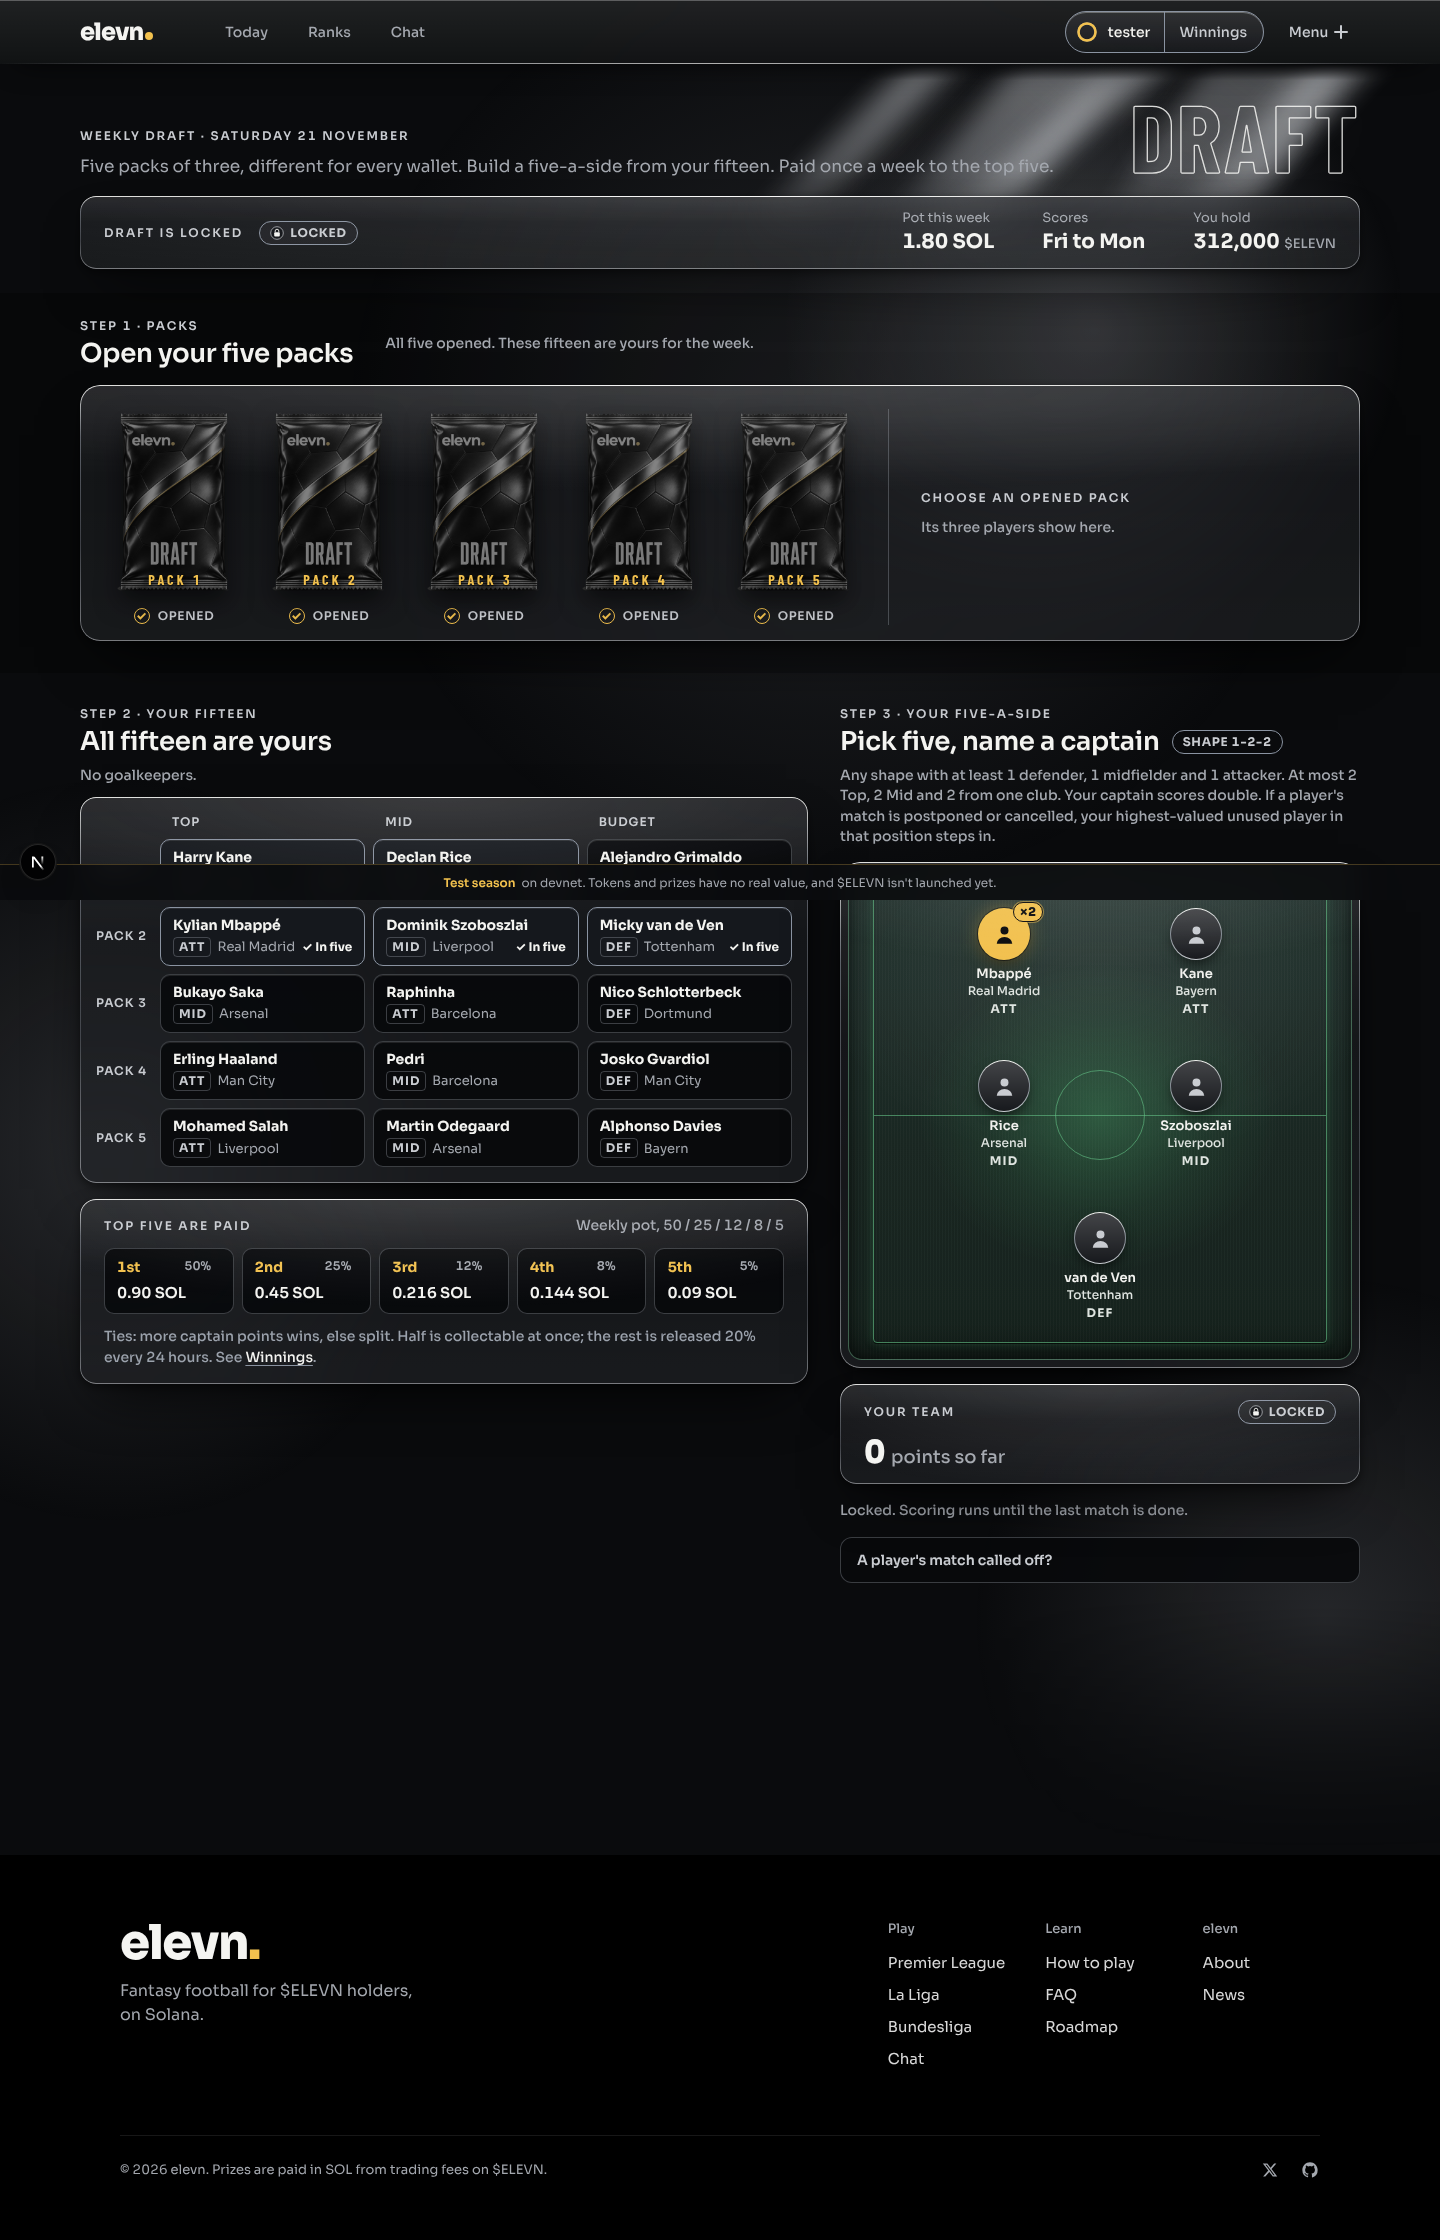 elevn.
Today
Ranks
Chat
tester
Winnings
Menu
WEEKLY DRAFT · SATURDAY 21 NOVEMBER
Five packs of three, different for every wallet. Build a five-a-side from your fifteen. Paid once a week to the top five.
DRAFT
DRAFT IS LOCKED
LOCKED
Pot this week
1.80 SOL
Scores
Fri to Mon
You hold
312,000 $ELEVN
STEP 1 · PACKS
Open your five packs
All five opened. These fifteen are yours for the week.
elevn.
DRAFT
PACK 1
OPENED
elevn.
DRAFT
PACK 2
OPENED
elevn.
DRAFT
PACK 3
OPENED
elevn.
DRAFT
PACK 4
OPENED
elevn.
DRAFT
PACK 5
OPENED
CHOOSE AN OPENED PACK
Its three players show here.
STEP 2 · YOUR FIFTEEN
All fifteen are yours
No goalkeepers.
TOP
MID
BUDGET
Harry Kane
Declan Rice
Alejandro Grimaldo
N
Test season on devnet. Tokens and prizes have no real value, and $ELEVN isn't launched yet.
PACK 2
Kylian Mbappé
ATT Real Madrid In five
Dominik Szoboszlai
MID Liverpool In five
Micky van de Ven
DEF Tottenham In five
PACK 3
Bukayo Saka
MID Arsenal
Raphinha
ATT Barcelona
Nico Schlotterbeck
DEF Dortmund
PACK 4
Erling Haaland
ATT Man City
Pedri
MID Barcelona
Josko Gvardiol
DEF Man City
PACK 5
Mohamed Salah
ATT Liverpool
Martin Odegaard
MID Arsenal
Alphonso Davies
DEF Bayern
TOP FIVE ARE PAID
Weekly pot, 50 / 25 / 12 / 8 / 5
1st 50%
0.90 SOL
2nd 25%
0.45 SOL
3rd 12%
0.216 SOL
4th 8%
0.144 SOL
5th 5%
0.09 SOL
Ties: more captain points wins, else split. Half is collectable at once; the rest is released 20%
every 24 hours. See Winnings.
STEP 3 · YOUR FIVE-A-SIDE
Pick five, name a captain
SHAPE 1-2-2
Any shape with at least 1 defender, 1 midfielder and 1 attacker. At most 2
Top, 2 Mid and 2 from one club. Your captain scores double. If a player's
match is postponed or cancelled, your highest-valued unused player in
that position steps in.
×2
Mbappé
Real Madrid
ATT
Kane
Bayern
ATT
Rice
Arsenal
MID
Szoboszlai
Liverpool
MID
van de Ven
Tottenham
DEF
YOUR TEAM
LOCKED
0 points so far
Locked. Scoring runs until the last match is done.
A player's match called off?
elevn.
Fantasy football for $ELEVN holders,
on Solana.
Play
Premier League
La Liga
Bundesliga
Chat
Learn
How to play
FAQ
Roadmap
elevn
About
News
© 2026 elevn. Prizes are paid in SOL from trading fees on $ELEVN.